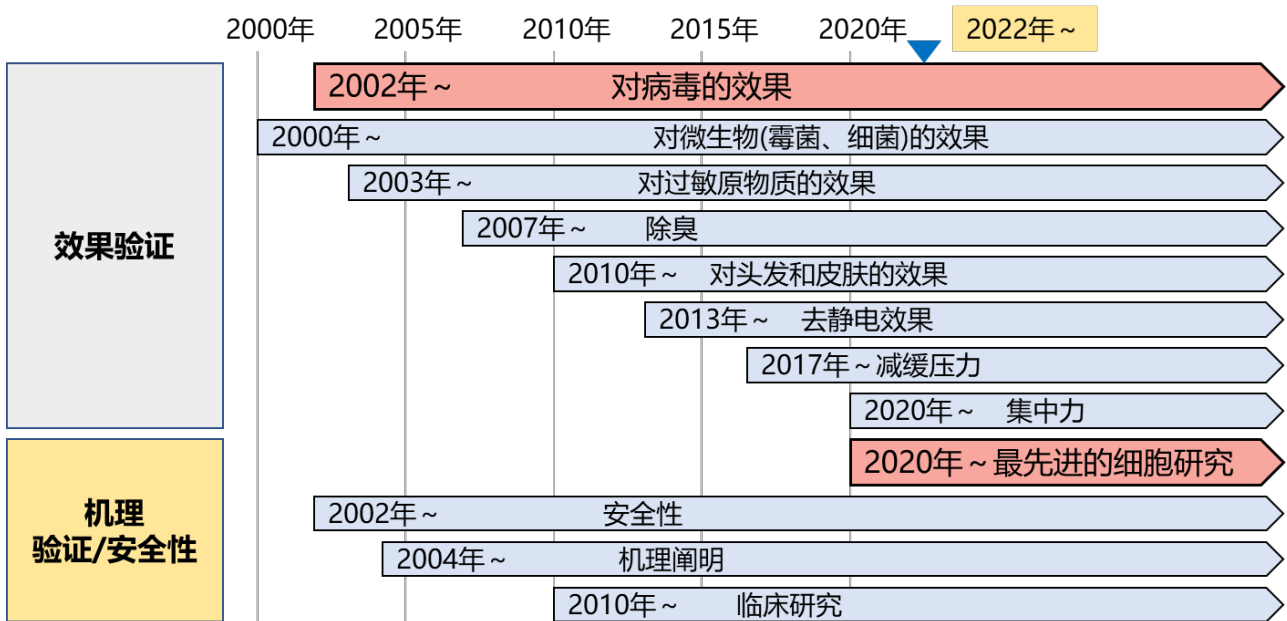 2000年 2005年 2010年 2015年 2020年 2022年～
2002年～ 对病毒的效果
2000年～ 对微生物(霉菌、细菌)的效果
2003年～ 对过敏原物质的效果
2007年～ 除臭
效果验证
2010年～ 对头发和皮肤的效果
2013年～ 去静电效果
2017年～减缓压力
2020年～ 集中力
2020年～最先进的细胞研究
机理
验证/安全性
2002年～ 安全性
2004年～ 机理阐明
2010年～ 临床研究